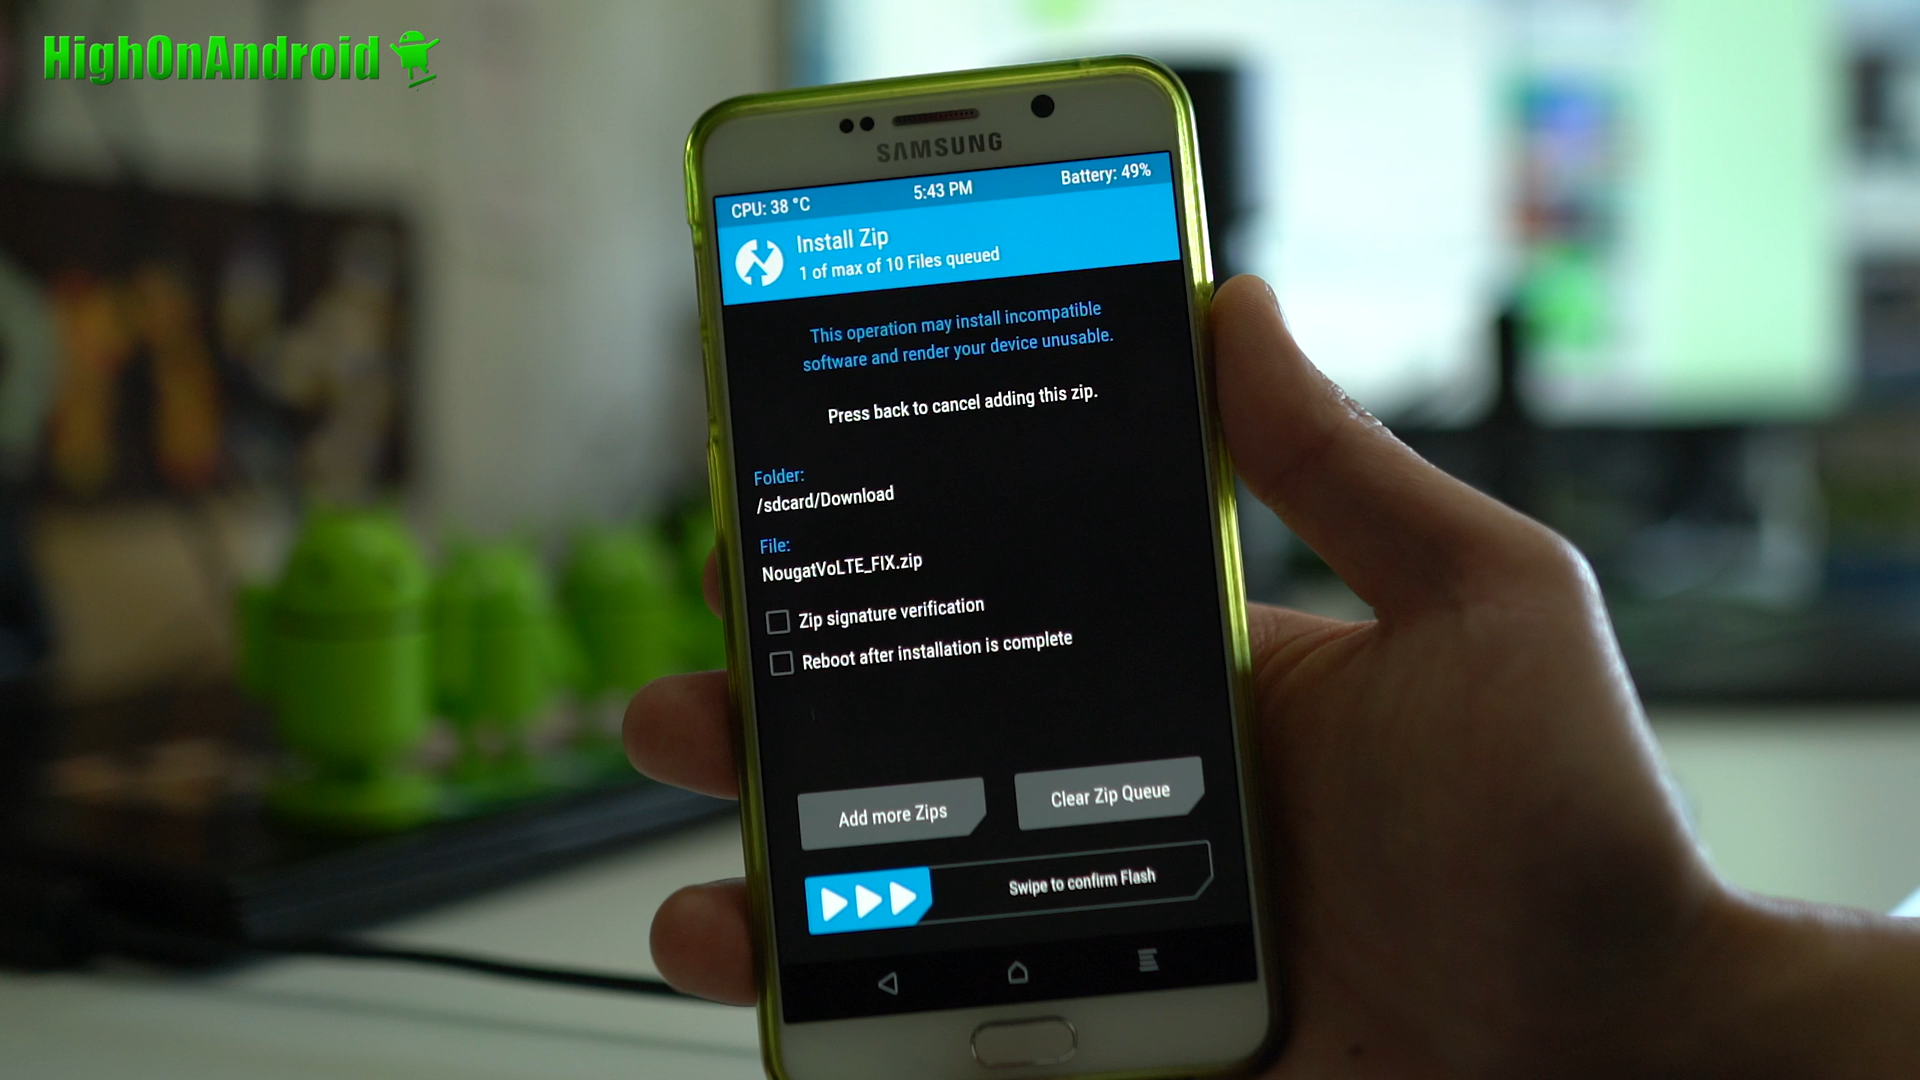 HighOnAndroid
SAMSUNG
CPU: 38 °C
5:43 PM
Battery: 49%
Install Zip
1 of max of 10 Files queued
This operation may install incompatible
software and render your device unusable.
Press back to cancel adding this zip.
Folder:
/sdcard/Download
File:
NougatVoLTE_FIX.zip
Zip signature verification
Reboot after installation is complete
Add more Zips
Clear Zip Queue
Swipe to confirm Flash